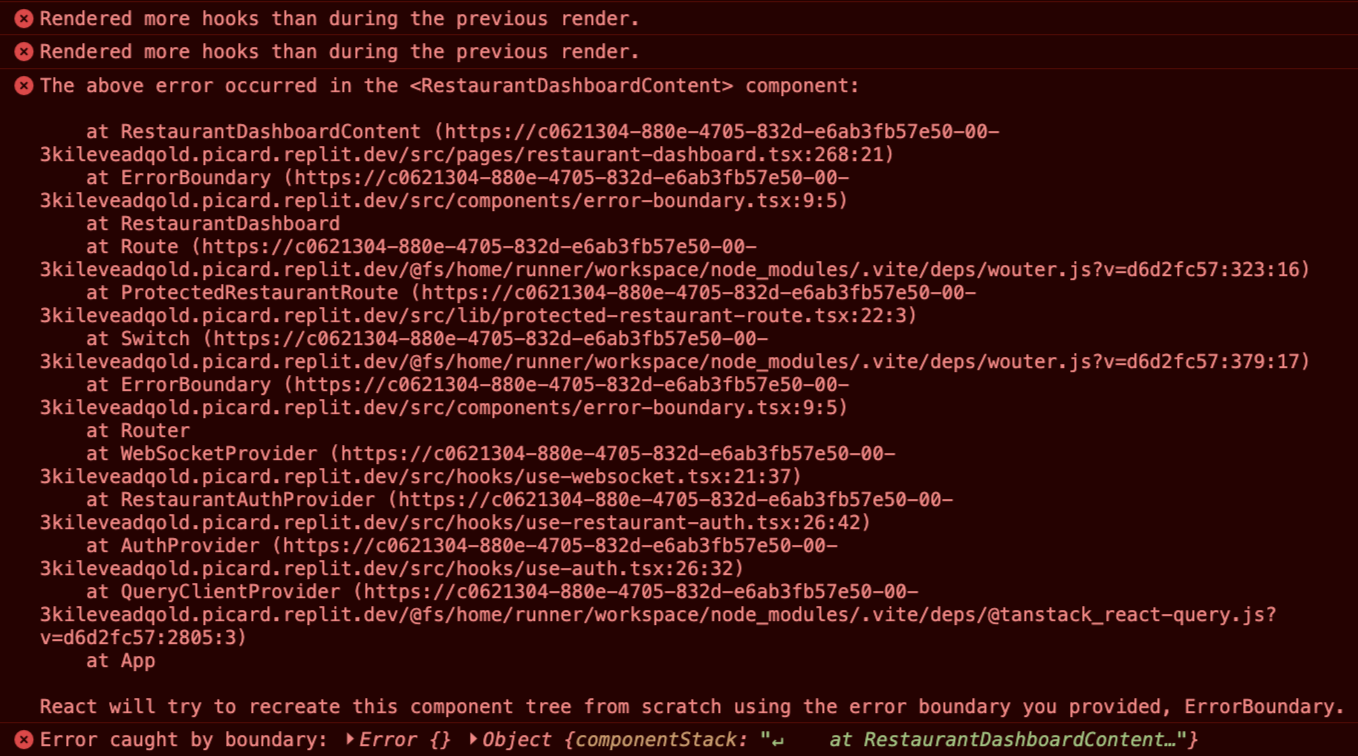 Rendered more hooks than during the previous render.
Rendered more hooks than during the previous render.
The above error occurred in the <RestaurantDashboardContent> component:
at RestaurantDashboardContent (https://c0621304-880e-4705-832d-e6ab3fb57e50-00-
3kileveadqold.picard.replit.dev/src/pages/restaurant-dashboard.tsx:268:21)
at ErrorBoundary (https://c0621304-880e-4705-832d-e6ab3fb57e50-00-
3kileveadqold.picard.replit.dev/src/components/error-boundary.tsx:9:5)
at RestaurantDashboard
at Route (https://c0621304-880e-4705-832d-e6ab3fb57e50-00-
3kileveadqold.picard.replit.dev/@fs/home/runner/workspace/node_modules/.vite/deps/wouter.js?v=d6d2fc57:323:16)
at ProtectedRestaurantRoute (https://c0621304-880e-4705-832d-e6ab3fb57e50-00-
3kileveadqold.picard.replit.dev/src/lib/protected-restaurant-route.tsx:22:3)
at Switch (https://c0621304-880e-4705-832d-e6ab3fb57e50-00-
3kileveadqold.picard.replit.dev/@fs/home/runner/workspace/node_modules/.vite/deps/wouter.js?v=d6d2fc57:379:17)
at ErrorBoundary (https://c0621304-880e-4705-832d-e6ab3fb57e50-00-
3kileveadqold.picard.replit.dev/src/components/error-boundary.tsx:9:5)
at Router
at WebSocketProvider (https://c0621304-880e-4705-832d-e6ab3fb57e50-00-
3kileveadqold.picard.replit.dev/src/hooks/use-websocket.tsx:21:37)
at RestaurantAuthProvider (https://c0621304-880e-4705-832d-e6ab3fb57e50-00-
3kileveadqold.picard.replit.dev/src/hooks/use-restaurant-auth.tsx:26:42)
at AuthProvider (https://c0621304-880e-4705-832d-e6ab3fb57e50-00-
3kileveadqold.picard.replit.dev/src/hooks/use-auth.tsx:26:32)
at QueryClientProvider (https://c0621304-880e-4705-832d-e6ab3fb57e50-00-
3kileveadqold.picard.replit.dev/@fs/home/runner/workspace/node_modules/.vite/deps/@tanstack_react-query.js?
v=d6d2fc57:2805:3)
at App
React will try to recreate this component tree from scratch using the error boundary you provided, ErrorBoundary.
Error caught by boundary: ▸Error {} ▸Object {componentStack: "↵    at RestaurantDashboardContent…"}